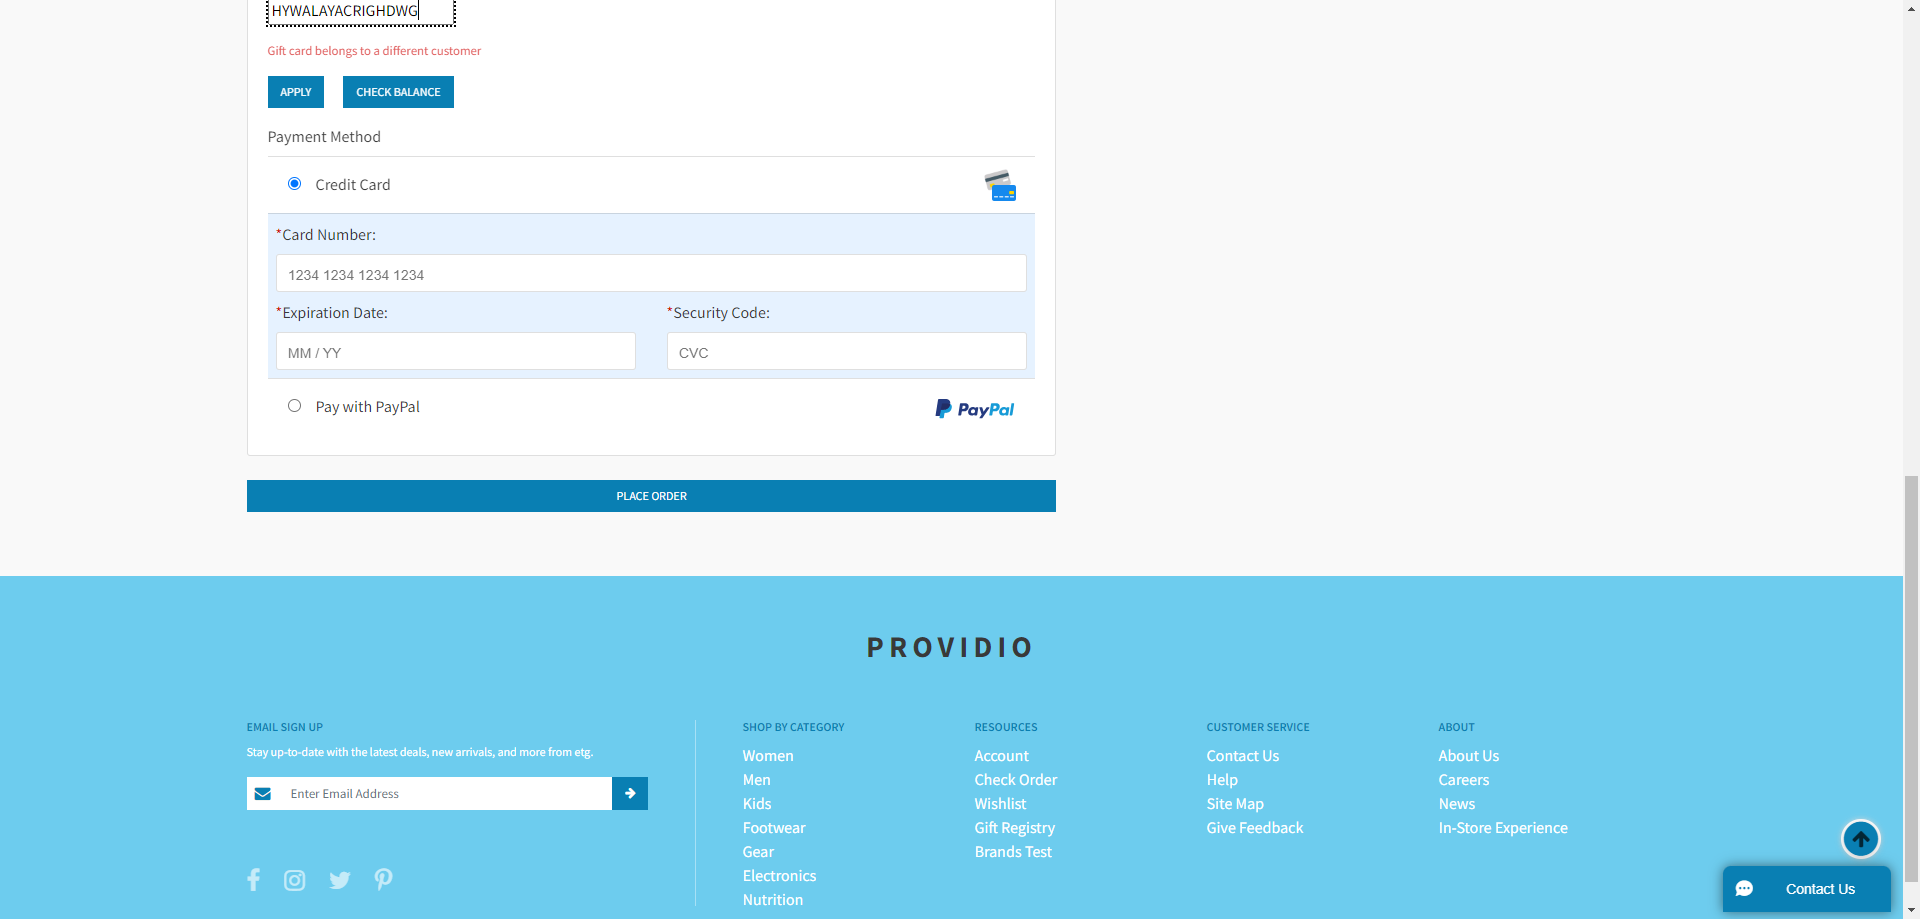 HYWALAYACRIGHDWG
Gift card belongs to a different customer
APPLY
CHECK BALANCE
Payment Method
Credit Card
*Card Number:
1234 1234 1234 1234
*Expiration Date:
*Security Code:
MM / YY
CVC
Pay with PayPal
PayPal
PLACE ORDER
PROVIDIO
EMAIL SIGN UP
Stay up-to-date with the latest deals, new arrivals, and more from etg.
Enter Email Address
SHOP BY CATEGORY
Women
Men
Kids
Footwear
Gear
Electronics
Nutrition
RESOURCES
Account
Check Order
Wishlist
Gift Registry
Brands Test
CUSTOMER SERVICE
Contact Us
Help
Site Map
Give Feedback
ABOUT
About Us
Careers
News
In-Store Experience
Contact Us